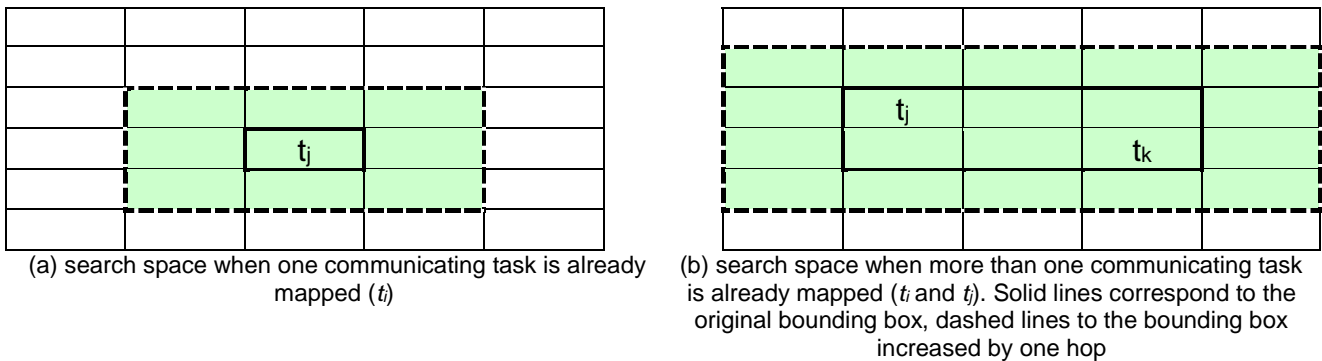 tj
tj
tk
(a) search space when one communicating task is already
mapped (ti)
(b) search space when more than one communicating task
is already mapped (ti and tj). Solid lines correspond to the
original bounding box, dashed lines to the bounding box
increased by one hop